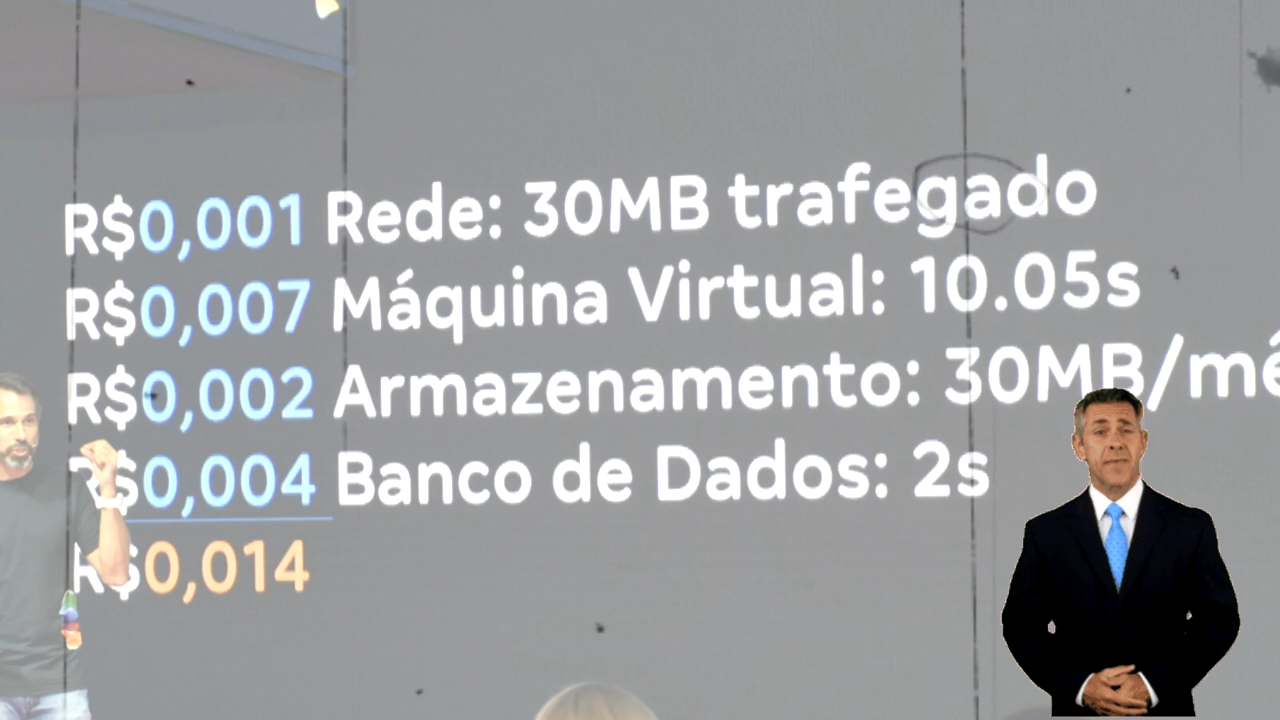 R$0,001 Rede: 30MB trafegado
R$0,007 Máquina Virtual: 10.05s
R$0,002 Armazenamento: 30MB/mê
R$0,004 Banco de Dados: 2s
R$0,014